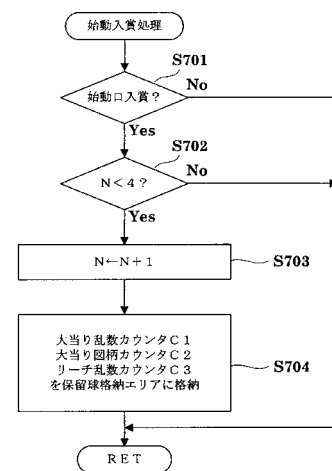 始動入賞処理
S701
始動口入賞？
No
Yes
S702
N＜４？
No
Yes
N←N＋１
S703
大当り乱数カウンタＣ１
大当り図柄カウンタＣ２
リーチ乱数カウンタＣ３
を保留球格納エリアに格納
S704
ＲＥＴ